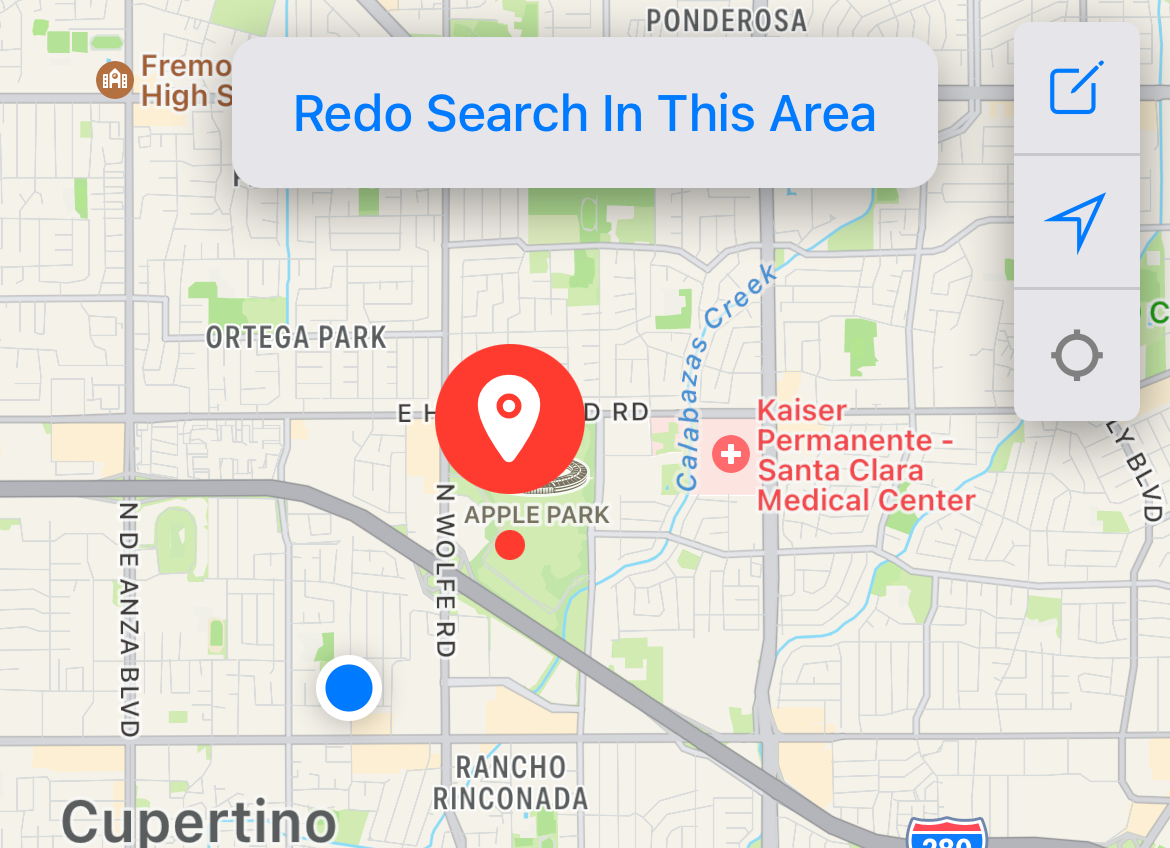 PONDEROSA
Fremo
High S
Redo Search In This Area
ORTEGA PARK
Calabazas Creek
E H
D RD
Kaiser
Permanente -
Santa Clara
Medical Center
C
LY BLVD
APPLE PARK
N WOLFE RD
N DE ANZA BLVD
RANCHO
RINCONADA
Cupertino
280